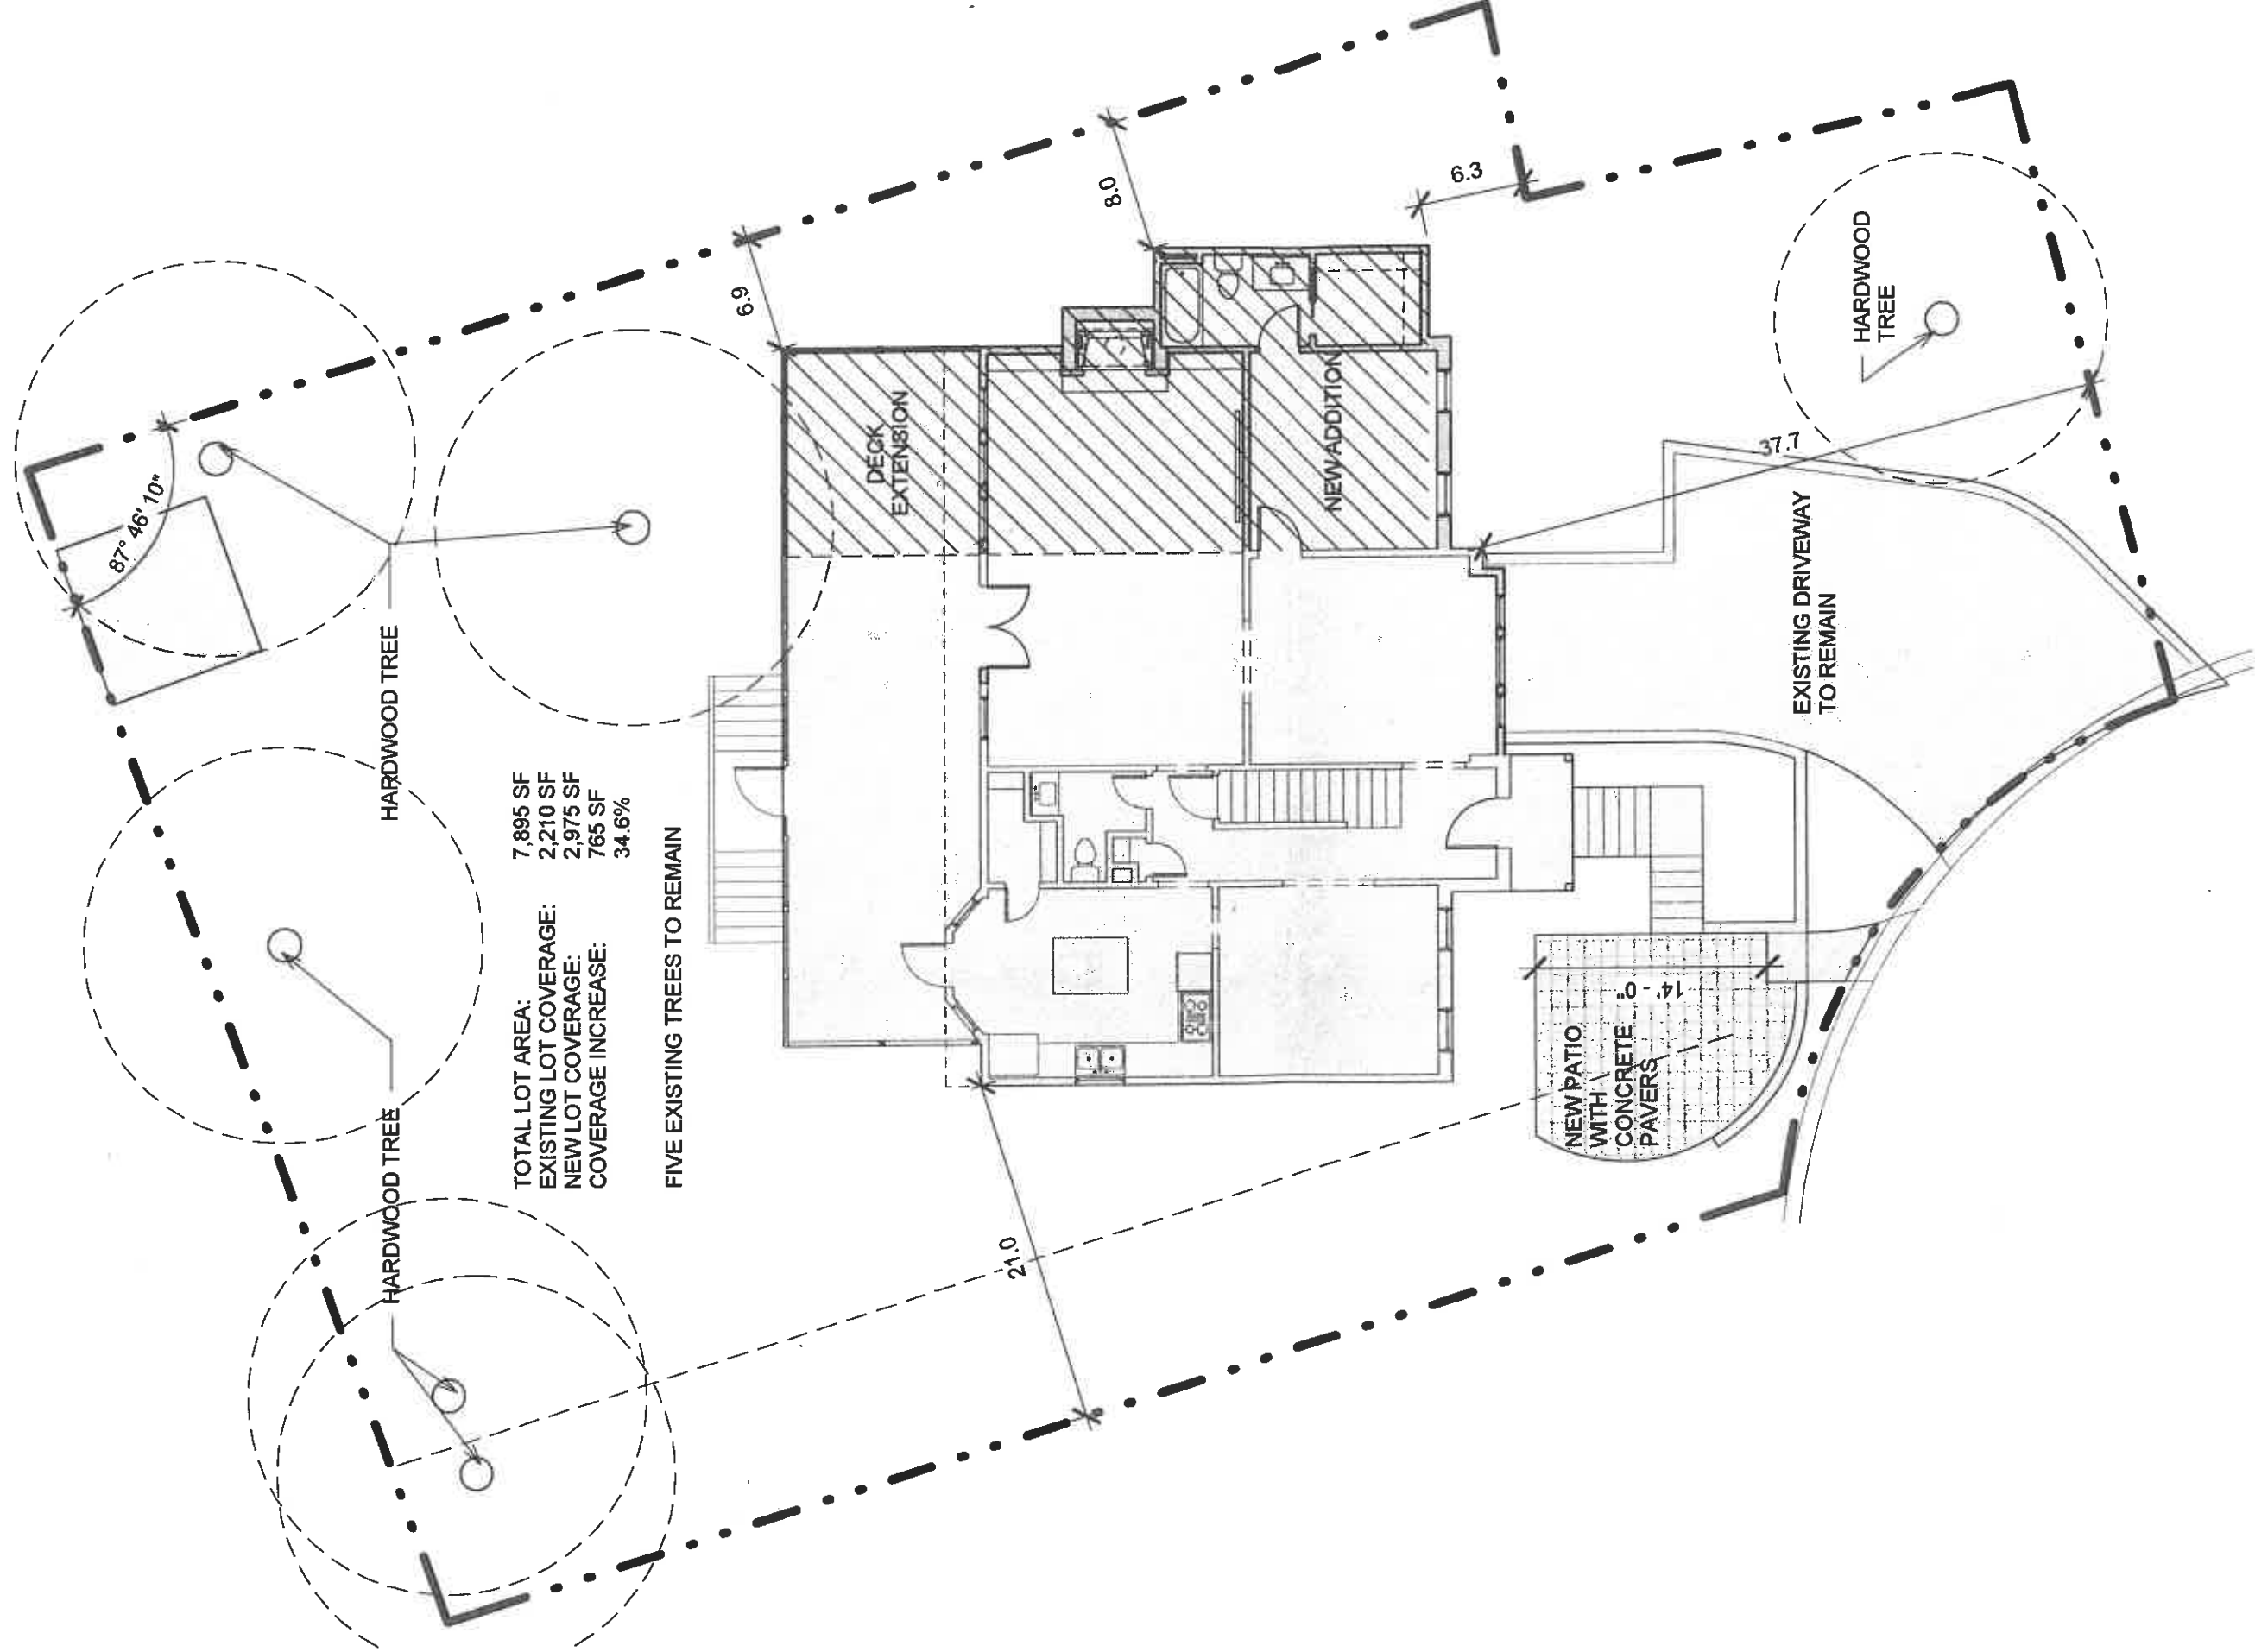 87° 46' 10"
HARDWOOD TREE
HARDWOOD TREE
TOTAL LOT AREA: 7,895 SF
EXISTING LOT COVERAGE: 2,210 SF
NEW LOT COVERAGE: 2,975 SF
COVERAGE INCREASE: 765 SF
34.6%
FIVE EXISTING TREES TO REMAIN
6.9
8.0
6.3
DECK
EXTENSION
NEW ADDITION
HARDWOOD
TREE
37.7
EXISTING DRIVEWAY
TO REMAIN
21.0
NEW PATIO
WITH
CONCRETE
PAVERS
14' - 0"